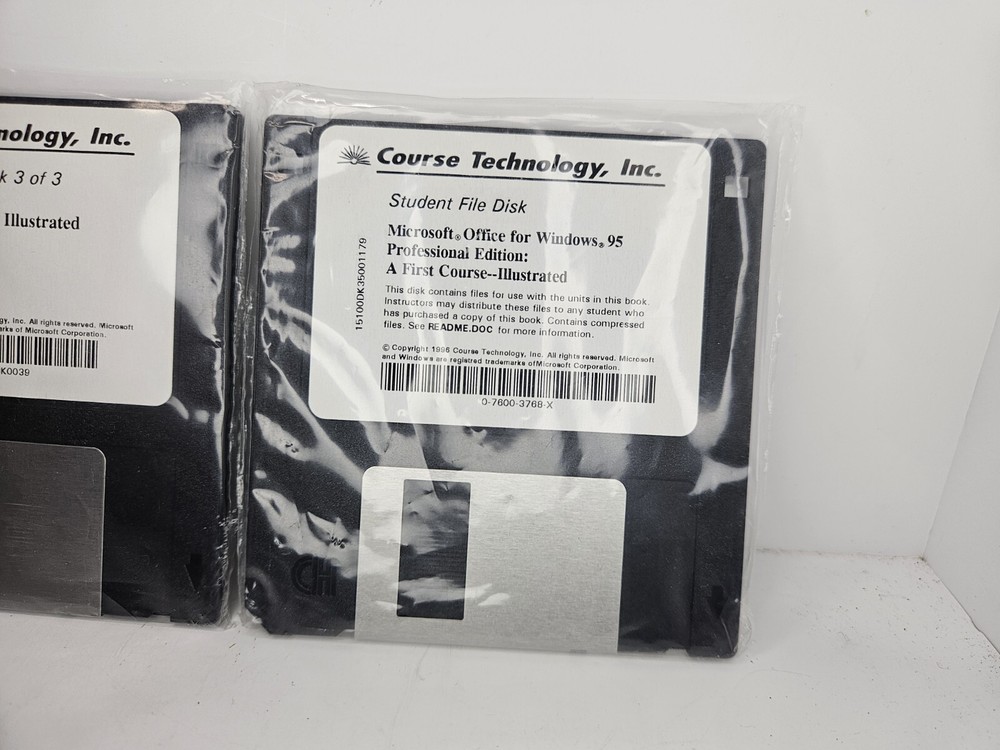 nology, Inc.
k 3 of 3
Illustrated
gy, Inc. All rights reserved. Microsoft
arks of Microsoft Corporation.
K0039
Course Technology, Inc.
Student File Disk
Microsoft® Office for Windows® 95
Professional Edition:
A First Course--Illustrated
This disk contains files for use with the units in this book.
Instructors may distribute these files to any student who
has purchased a copy of this book. Contains compressed
files. See README.DOC for more information.
© Copyright 1996 Course Technology, Inc. All rights reserved. Microsoft
and Windows are registred trademarks of Microsoft Corporation.
0-7600-3768-X
15100DK35001179
CH